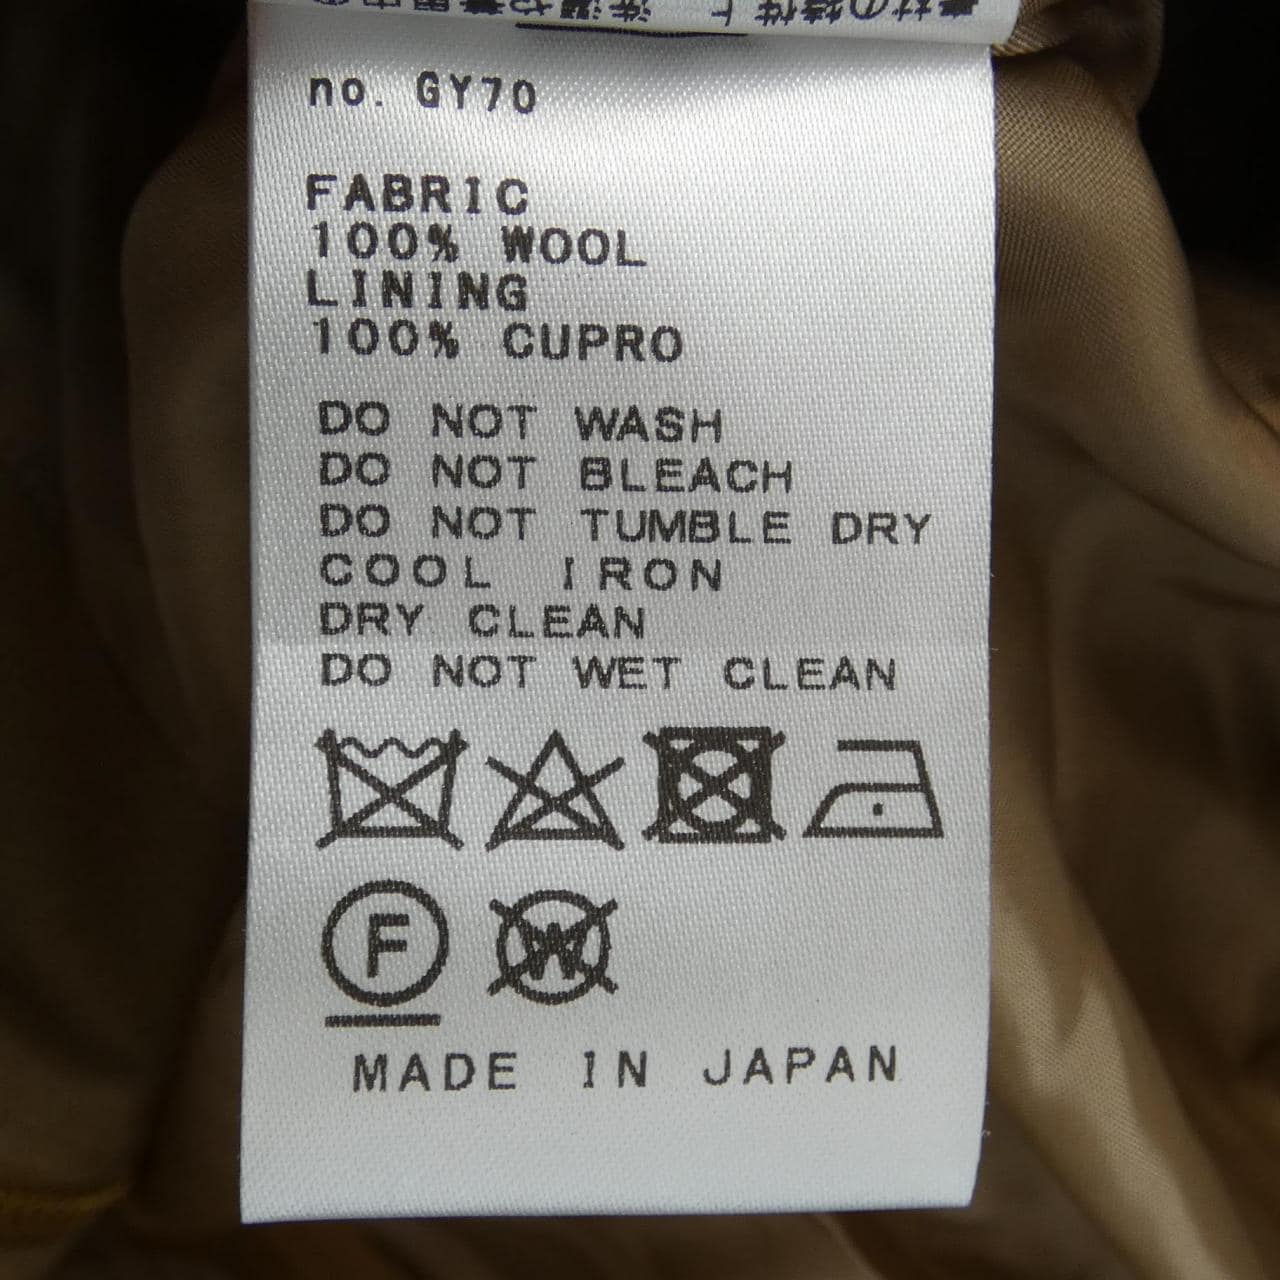 no. GY70
FABRIC
100% WOOL
LINING
100% CUPRO
DO NOT WASH
DO NOT BLEACH
DO NOT TUMBLE DRY
COOL IRON
DRY CLEAN
DO NOT WET CLEAN
F
W
MADE IN JAPAN